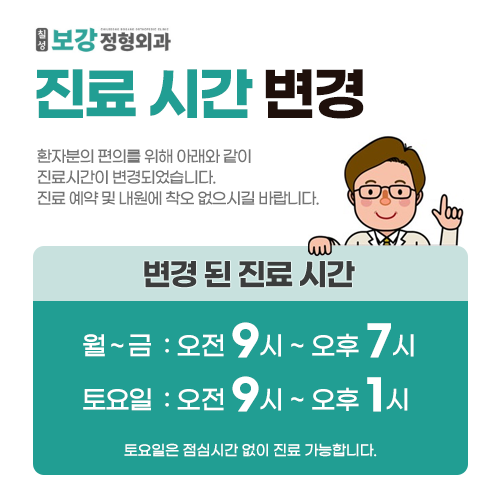 칠성 보강정형외과
진료 시간 변경
환자분의 편의를 위해 아래와 같이
진료시간이 변경되었습니다.
진료 예약 및 내원에 착오 없으시길 바랍니다.
변경 된 진료 시간
월~금 : 오전 9시 ~ 오후 7시
토요일 : 오전 9시 ~ 오후 1시
토요일은 점심시간 없이 진료 가능합니다.